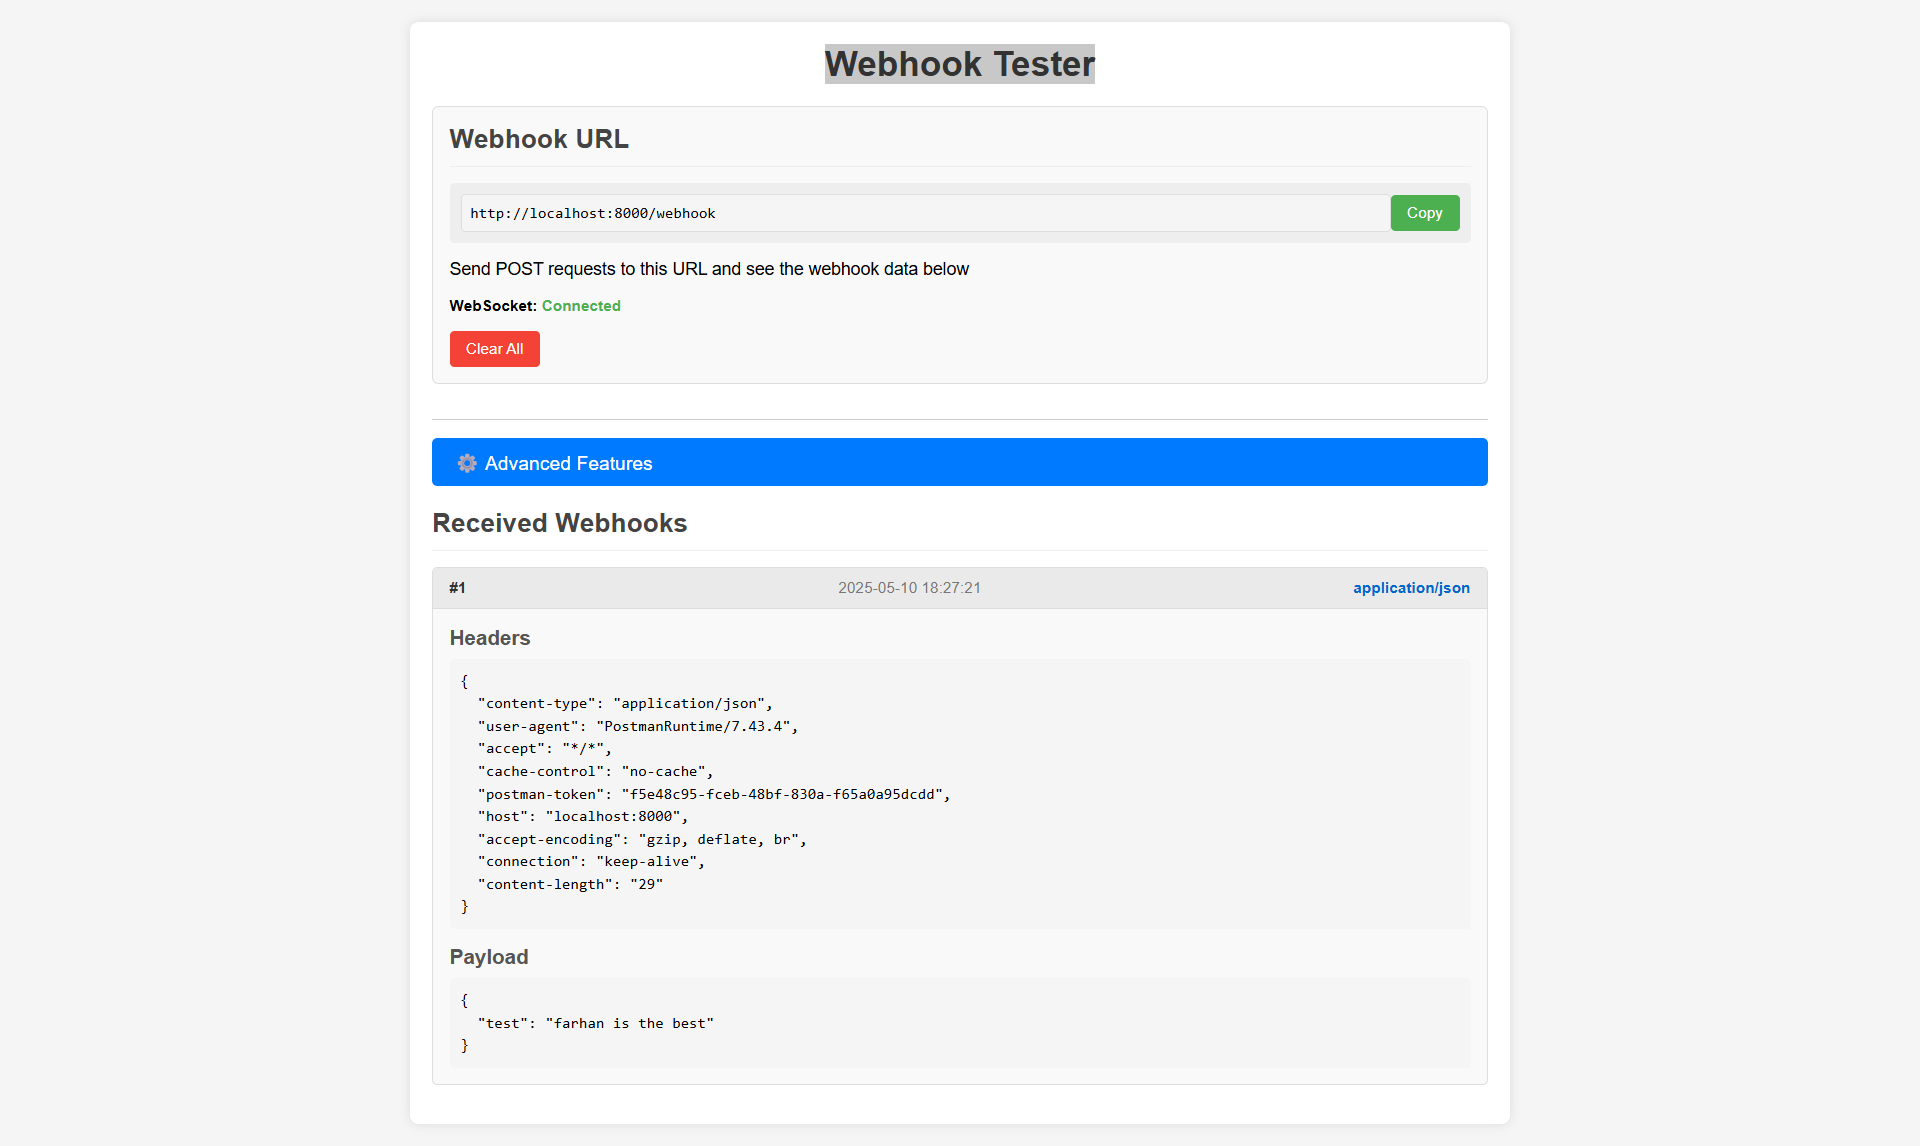 Webhook Tester
Webhook URL
http://localhost:8000/webhook Copy
Send POST requests to this URL and see the webhook data below
WebSocket: Connected
Clear All
Advanced Features
Received Webhooks
#1 2025-05-10 18:27:21 application/json
Headers
{
  "content-type": "application/json",
  "user-agent": "PostmanRuntime/7.43.4",
  "accept": "*/*",
  "cache-control": "no-cache",
  "postman-token": "f5e48c95-fceb-48bf-830a-f65a0a95dcdd",
  "host": "localhost:8000",
  "accept-encoding": "gzip, deflate, br",
  "connection": "keep-alive",
  "content-length": "29"
}
Payload
{
  "test": "farhan is the best"
}